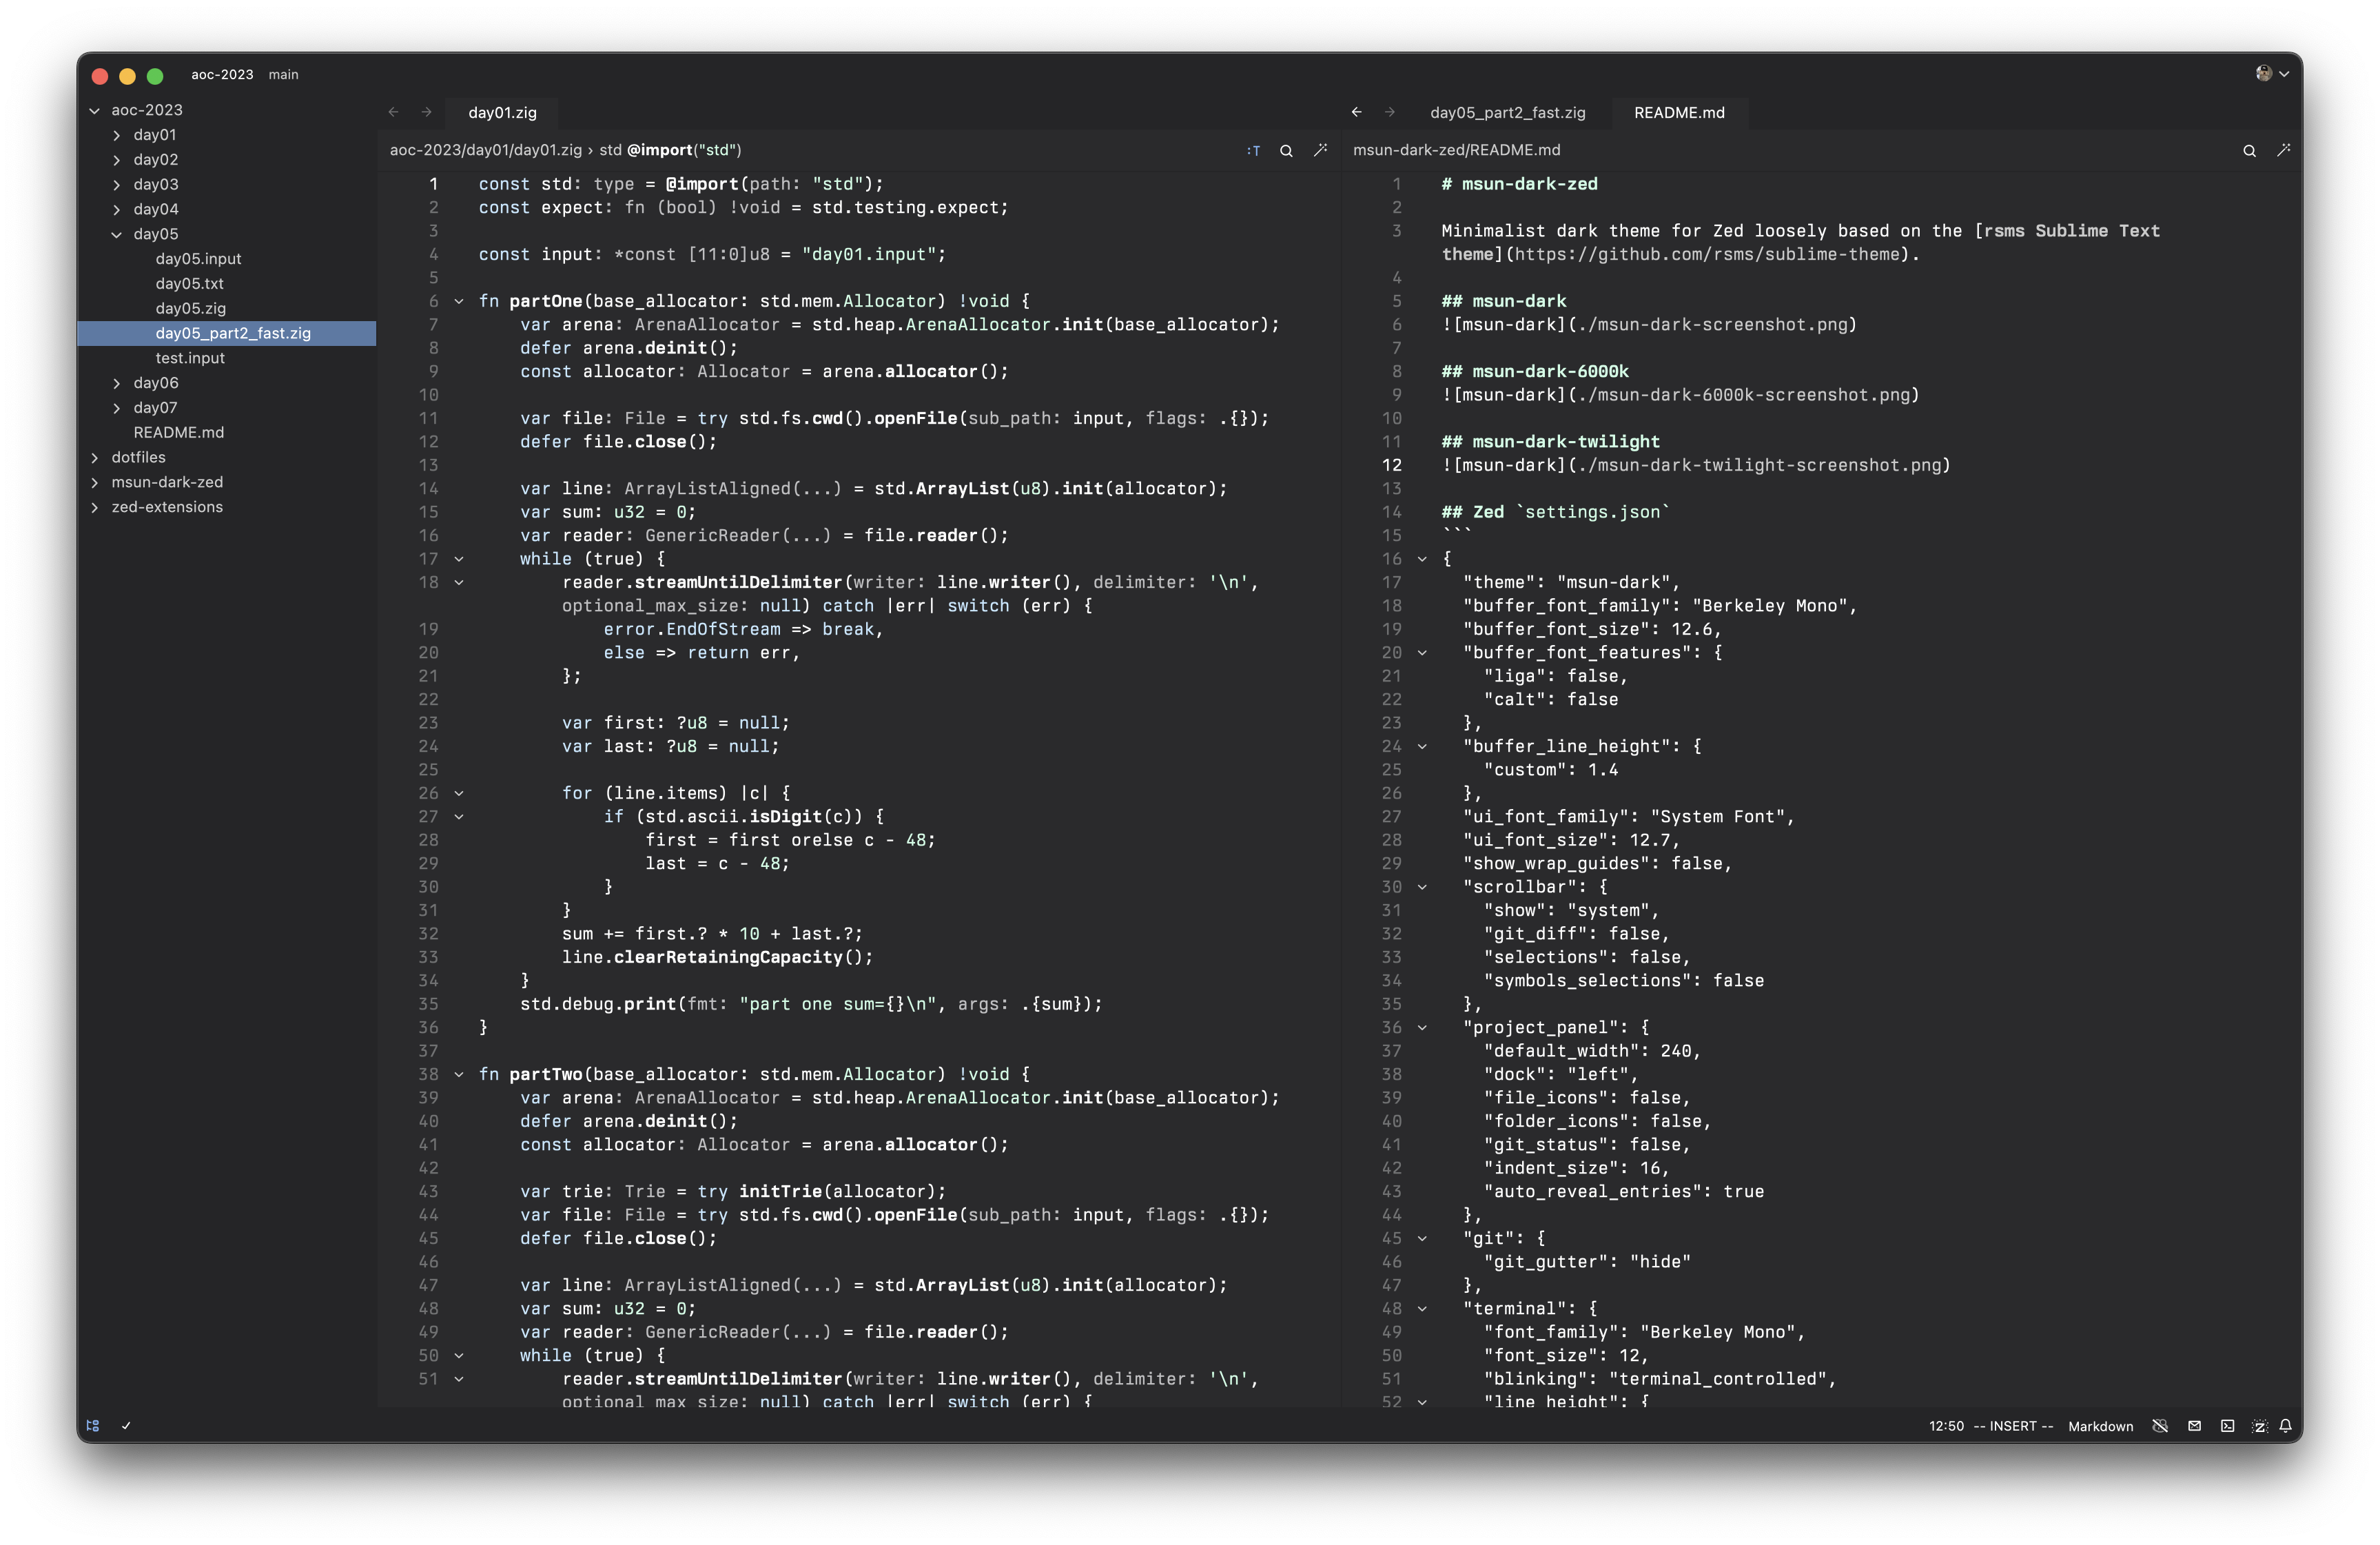 aoc-2023 main
aoc-2023
day01
day02
day03
day04
day05
day05.input
day05.txt
day05.zig
day05_part2_fast.zig
test.input
day06
day07
README.md
dotfiles
msun-dark-zed
zed-extensions
day01.zig
aoc-2023/day01/day01.zig › std @import("std")
:T
1 const std: type = @import(path: "std");
2 const expect: fn (bool) !void = std.testing.expect;
3
4 const input: *const [11:0]u8 = "day01.input";
5
6 fn partOne(base_allocator: std.mem.Allocator) !void {
7 var arena: ArenaAllocator = std.heap.ArenaAllocator.init(base_allocator);
8 defer arena.deinit();
9 const allocator: Allocator = arena.allocator();
10
11 var file: File = try std.fs.cwd().openFile(sub_path: input, flags: .{});
12 defer file.close();
13
14 var line: ArrayListAligned(...) = std.ArrayList(u8).init(allocator);
15 var sum: u32 = 0;
16 var reader: GenericReader(...) = file.reader();
17 while (true) {
18 reader.streamUntilDelimiter(writer: line.writer(), delimiter: '\n',
optional_max_size: null) catch |err| switch (err) {
19 error.EndOfStream => break,
20 else => return err,
21 };
22
23 var first: ?u8 = null;
24 var last: ?u8 = null;
25
26 for (line.items) |c| {
27 if (std.ascii.isDigit(c)) {
28 first = first orelse c - 48;
29 last = c - 48;
30 }
31 }
32 sum += first.? * 10 + last.?;
33 line.clearRetainingCapacity();
34 }
35 std.debug.print(fmt: "part one sum={}\n", args: .{sum});
36 }
37
38 fn partTwo(base_allocator: std.mem.Allocator) !void {
39 var arena: ArenaAllocator = std.heap.ArenaAllocator.init(base_allocator);
40 defer arena.deinit();
41 const allocator: Allocator = arena.allocator();
42
43 var trie: Trie = try initTrie(allocator);
44 var file: File = try std.fs.cwd().openFile(sub_path: input, flags: .{});
45 defer file.close();
46
47 var line: ArrayListAligned(...) = std.ArrayList(u8).init(allocator);
48 var sum: u32 = 0;
49 var reader: GenericReader(...) = file.reader();
50 while (true) {
51 reader.streamUntilDelimiter(writer: line.writer(), delimiter: '\n',
optional_max_size: null) catch |err| switch (err) {
day05_part2_fast.zig README.md
msun-dark-zed/README.md
1 # msun-dark-zed
2
3 Minimalist dark theme for Zed loosely based on the [rsms Sublime Text
theme](https://github.com/rsms/sublime-theme).
4
5 ## msun-dark
6 ![msun-dark](./msun-dark-screenshot.png)
7
8 ## msun-dark-6000k
9 ![msun-dark](./msun-dark-6000k-screenshot.png)
10
11 ## msun-dark-twilight
12 ![msun-dark](./msun-dark-twilight-screenshot.png)
13
14 ## Zed `settings.json`
15 ```
16 {
17 "theme": "msun-dark",
18 "buffer_font_family": "Berkeley Mono",
19 "buffer_font_size": 12.6,
20 "buffer_font_features": {
21 "liga": false,
22 "calt": false
23 },
24 "buffer_line_height": {
25 "custom": 1.4
26 },
27 "ui_font_family": "System Font",
28 "ui_font_size": 12.7,
29 "show_wrap_guides": false,
30 "scrollbar": {
31 "show": "system",
32 "git_diff": false,
33 "selections": false,
34 "symbols_selections": false
35 },
36 "project_panel": {
37 "default_width": 240,
38 "dock": "left",
39 "file_icons": false,
40 "folder_icons": false,
41 "git_status": false,
42 "indent_size": 16,
43 "auto_reveal_entries": true
44 },
45 "git": {
46 "git_gutter": "hide"
47 },
48 "terminal": {
49 "font_family": "Berkeley Mono",
50 "font_size": 12,
51 "blinking": "terminal_controlled",
52 "line_height": {
12:50 -- INSERT -- Markdown